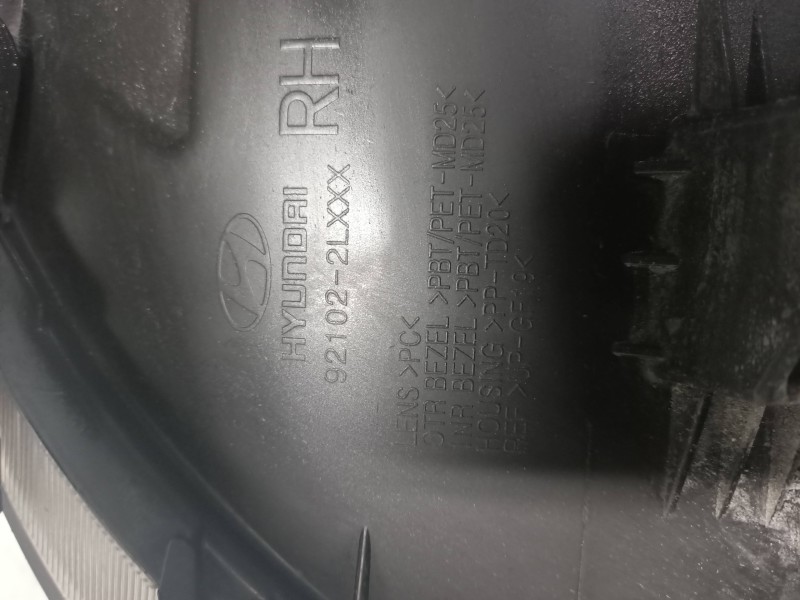 RH
HYUNDAI
92102-2LXXX
LENS >PC<
OTR BEZEL >PBT/PET-MD25<
INR BEZEL >PBT/PET-MD25<
HOUSING >PP-TD20<
REF